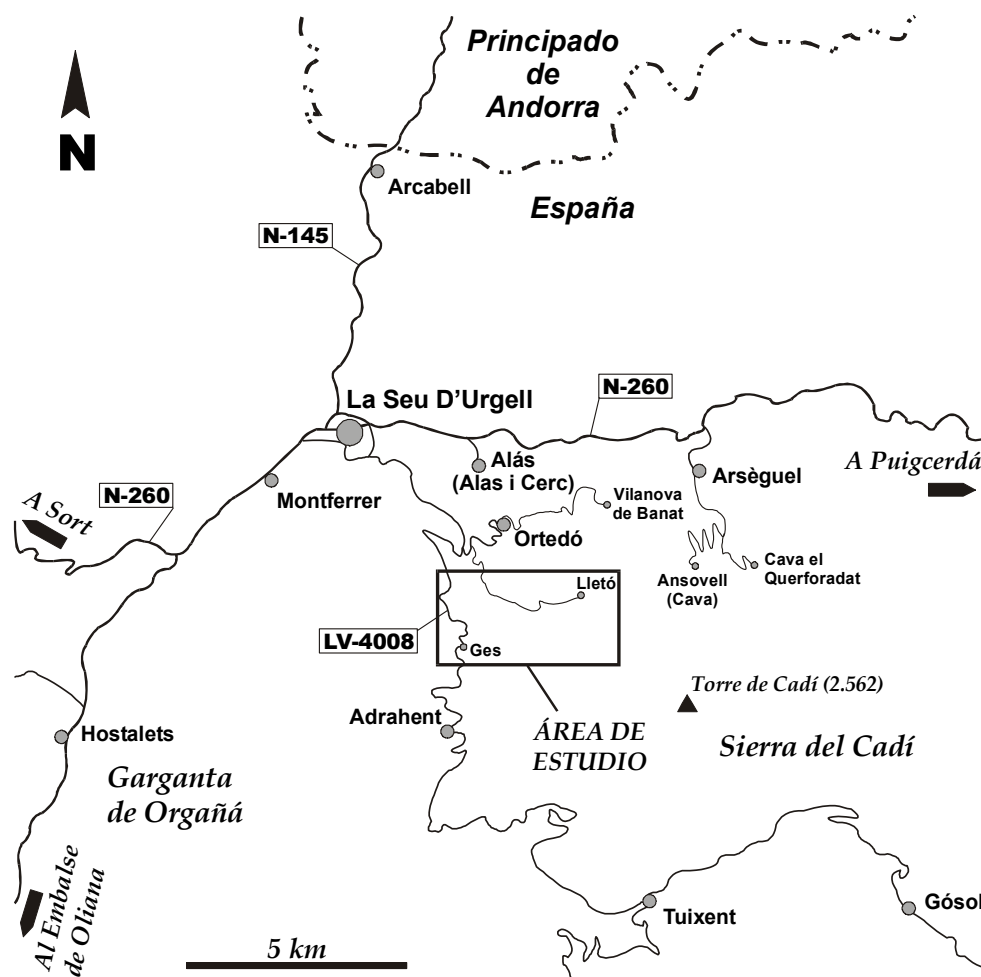 Principado
de
Andorra
N
Arcabell
España
N-145
La Seu D'Urgell
N-260
Alás
(Alas i Cerc)
Arsèguel
A Puigcerdá
Montferrer
N-260
A Sort
Vilanova
de Banat
Ortedó
Ansovell
(Cava)
Cava el
Querforadat
Lletó
LV-4008
Ges
Torre de Cadí (2.562)
Adrahent
ÁREA DE
ESTUDIO
Sierra del Cadí
Hostalets
Garganta
de Orgañá
Al Embalse
de Oliana
Tuixent
Gósol
5 km